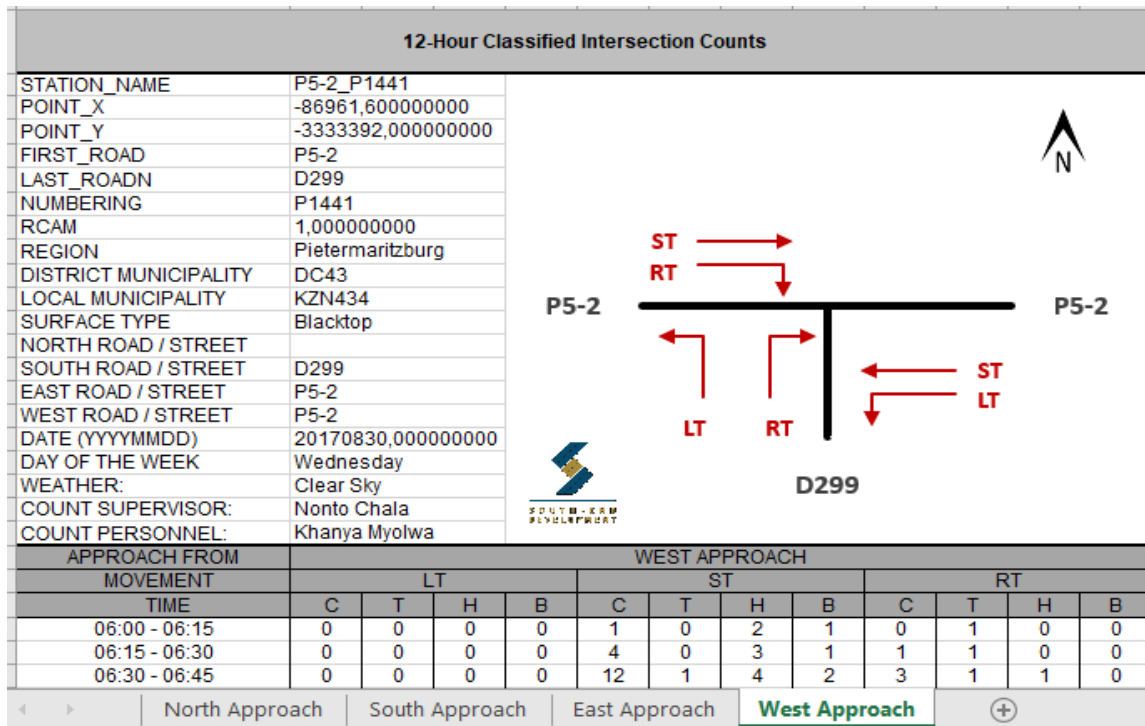 12-Hour Classified Intersection Counts
STATION_NAME P5-2_P1441
POINT_X -86961,600000000
POINT_Y -3333392,000000000
FIRST_ROAD P5-2
LAST_ROADN D299
NUMBERING P1441
RCAM 1,000000000
REGION Pietermaritzburg
DISTRICT MUNICIPALITY DC43
LOCAL MUNICIPALITY KZN434
SURFACE TYPE Blacktop
NORTH ROAD / STREET
SOUTH ROAD / STREET D299
EAST ROAD / STREET P5-2
WEST ROAD / STREET P5-2
DATE (YYYYMMDD) 20170830,000000000
DAY OF THE WEEK Wednesday
WEATHER: Clear Sky
COUNT SUPERVISOR: Nonto Chala
COUNT PERSONNEL: Khanya Myolwa
N
ST
RT
P5-2 P5-2
ST
LT
LT RT
D299
DEVELOPMENT
APPROACH FROM WEST APPROACH
MOVEMENT LT ST RT
TIME C T H B C T H B C T H B
06:00 - 06:15 0 0 0 0 1 0 2 1 0 1 0 0
06:15 - 06:30 0 0 0 0 4 0 3 1 1 1 0 0
06:30 - 06:45 0 0 0 0 12 1 4 2 3 1 1 0
North Approach South Approach East Approach West Approach